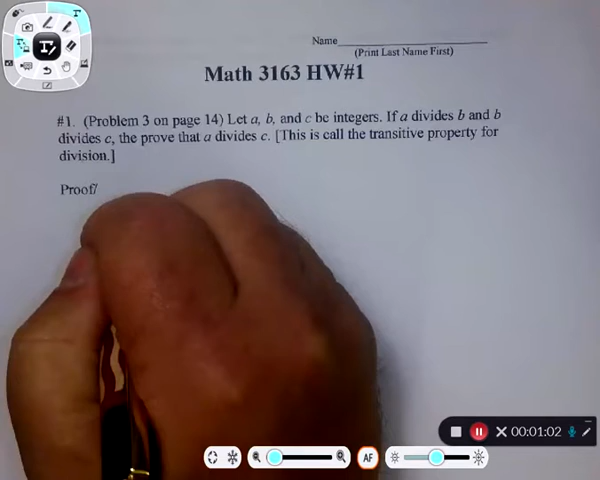 Name
(Print Last Name First)
Math 3163 HW#1
#1. (Problem 3 on page 14) Let a, b, and c be integers. If a divides b and b
divides c, the prove that a divides c. [This is call the transitive property for
division.]
Proof/
AF
00:01:02